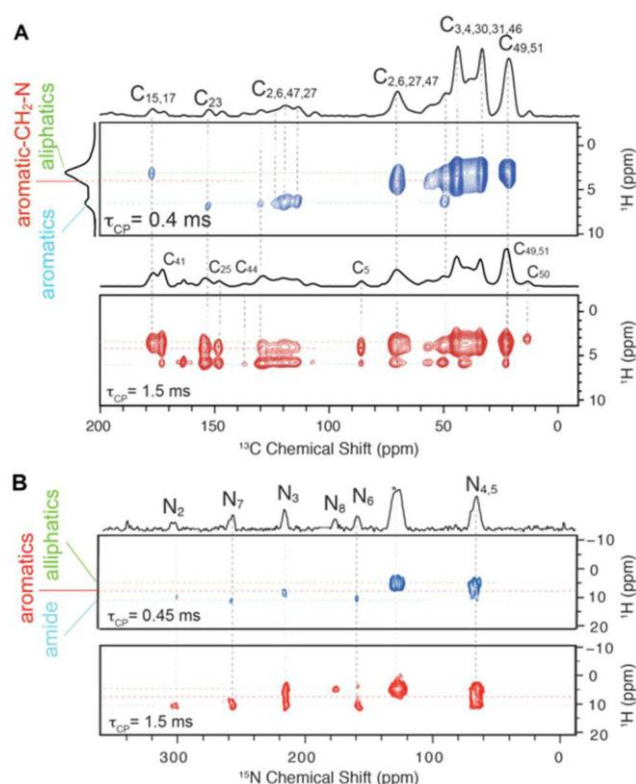 A
C15,17
C23
C2,6,47,27
C2,6,27,47
C3,4,30,31,46
C49,51
aliphatics
aromatic-CH2-N
aromatics
0
5
10
1H (ppm)
τCP = 0.4 ms
C41
C25
C44
C5
C49,51
C50
0
5
10
1H (ppm)
τCP= 1.5 ms
200 150 100 50 0
13C Chemical Shift (ppm)
B
N2
N7
N3
N8
N6
*
N4,5
alliphatics
aromatics
amide
-10
0
10
20
1H (ppm)
τCP= 0.45 ms
-10
0
10
20
1H (ppm)
τCP= 1.5 ms
300 200 100 0
15N Chemical Shift (ppm)